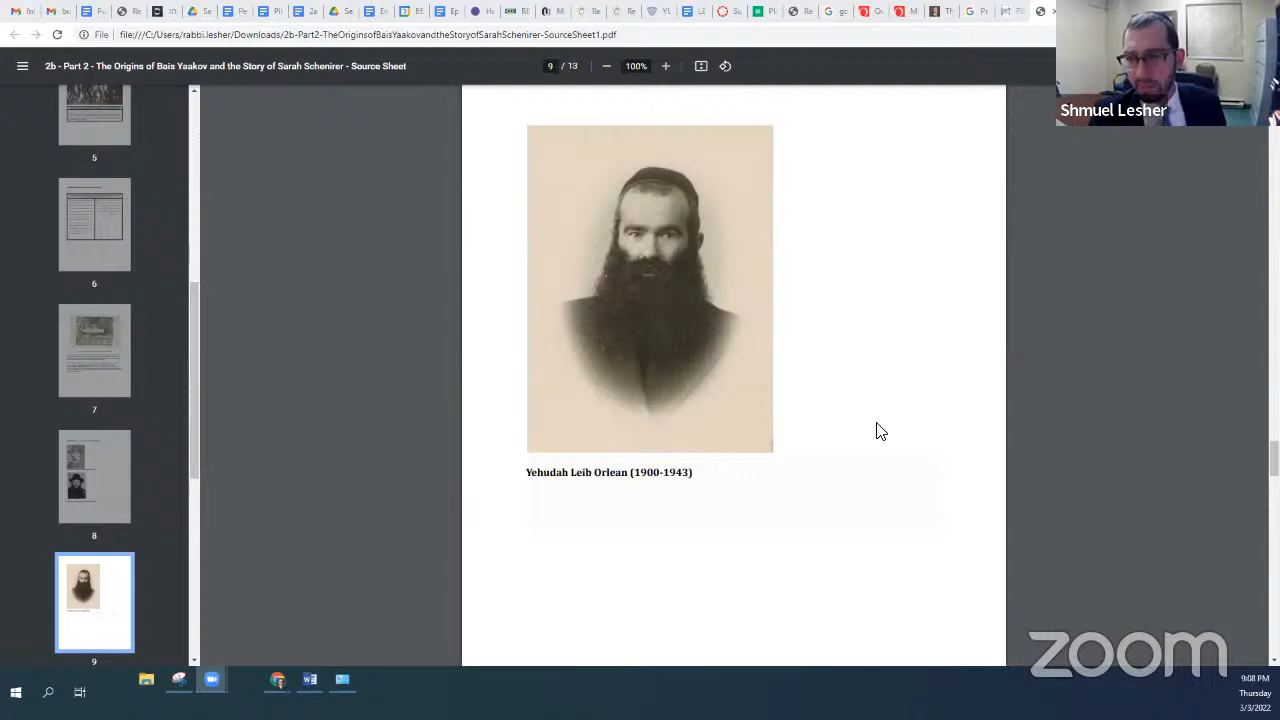 File
file:///C:/Users/rabbi.lesher/Downloads/2b-Part2-TheOriginsofBaisYaakovandtheStoryofSarahSchenirer-SourceSheet1.pdf
2b - Part 2 - The Origins of Bais Yaakov and the Story of Sarah Schenirer - Source Sheet
9 / 13
100%
Shmuel Lesher
5
6
7
8
9
Yehudah Leib Orlean (1900-1943)
zoom
9:08 PM
Thursday
3/3/2022